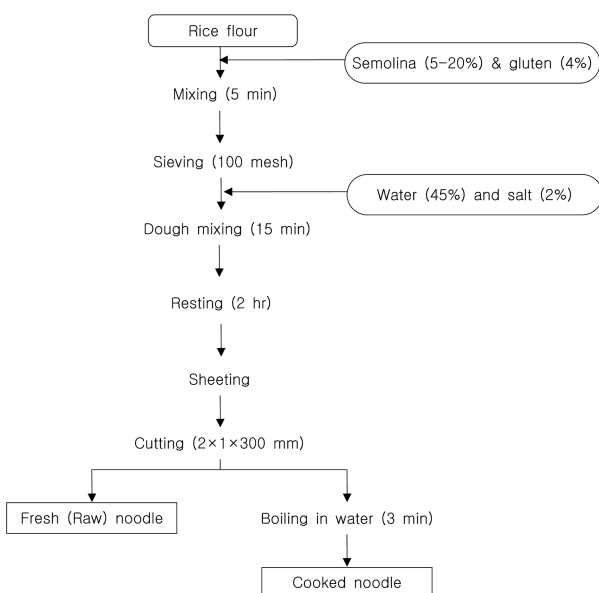 Rice flour
Semolina (5-20%) & gluten (4%)
Mixing (5 min)
Sieving (100 mesh)
Water (45%) and salt (2%)
Dough mixing (15 min)
Resting (2 hr)
Sheeting
Cutting (2×1×300 mm)
Fresh (Raw) noodle
Boiling in water (3 min)
Cooked noodle